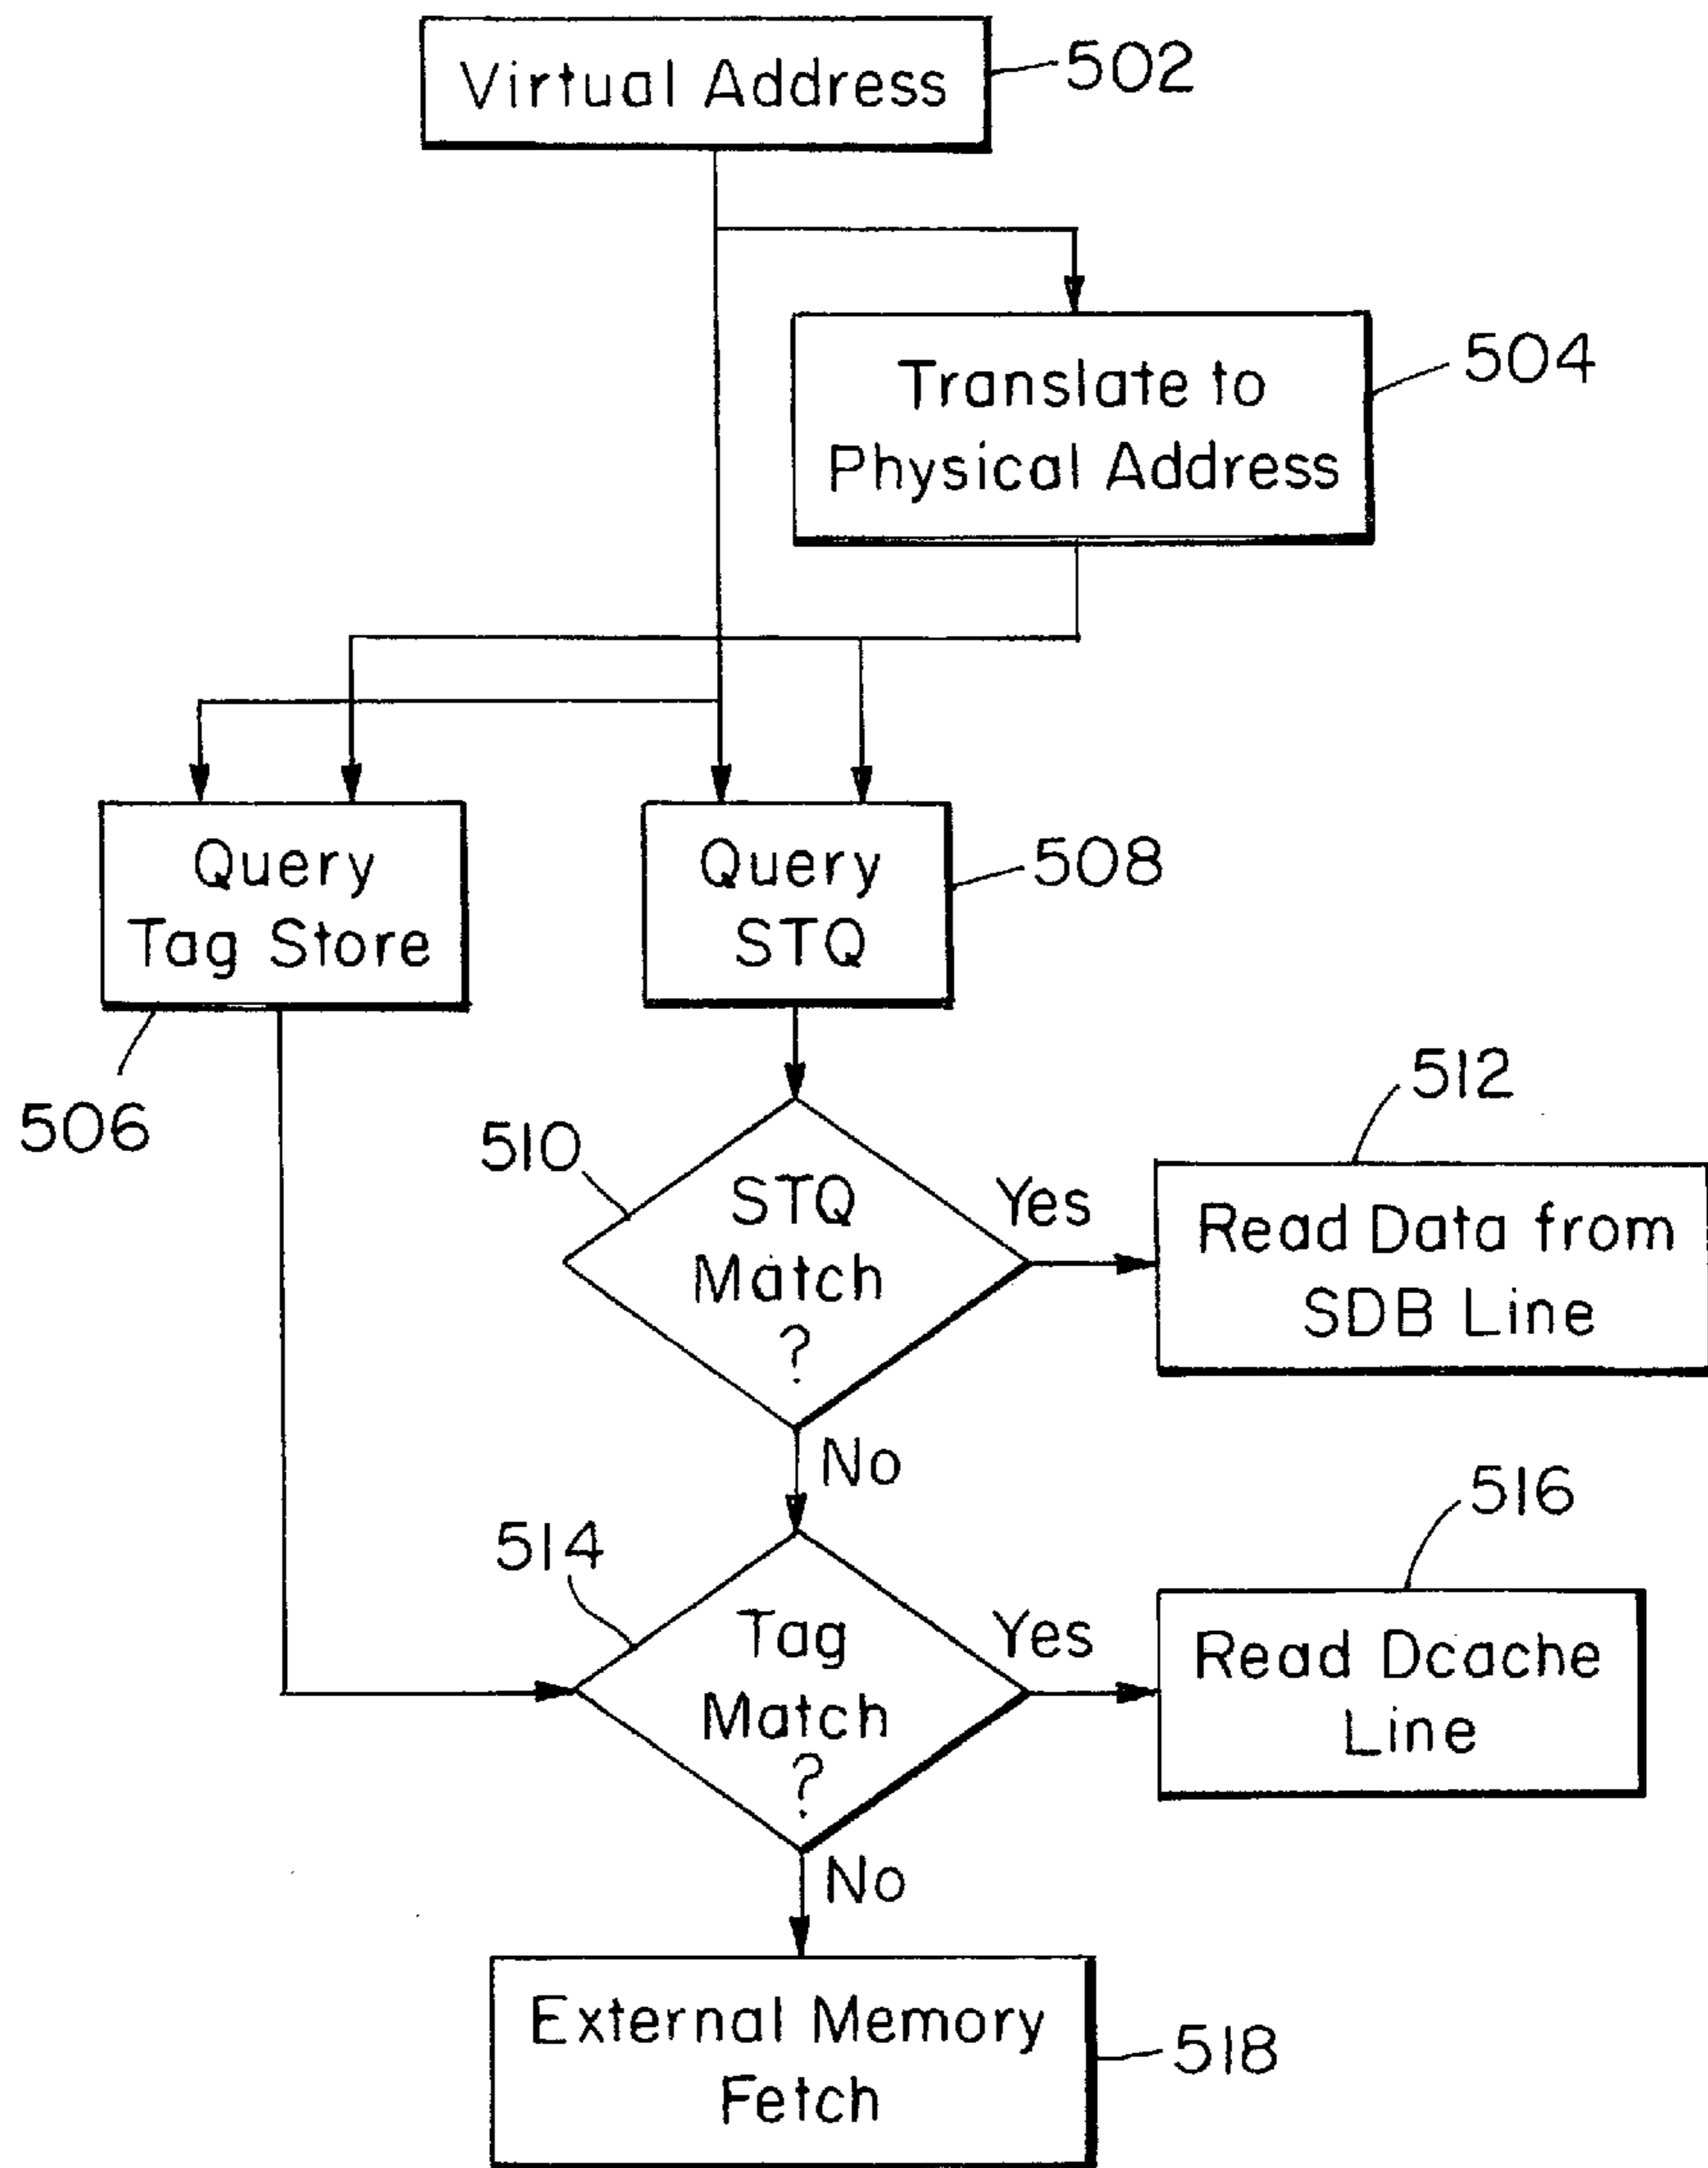 Virtual Address
502
Translate to
Physical Address
504
Query
Tag Store
506
Query
STQ
508
510
STQ
Match
?
Yes
512
Read Data from
SDB Line
No
514
Tag
Match
?
Yes
516
Read Dcache
Line
No
External Memory
Fetch
518